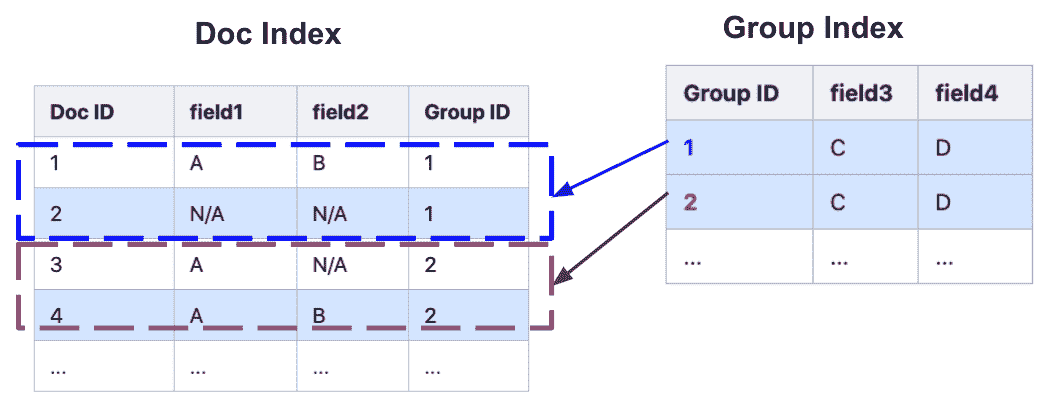 Doc Index
Doc ID field1 field2 Group ID
1 A B 1
2 N/A N/A 1
3 A N/A 2
4 A B 2
... ... ... ...
Group Index
Group ID field3 field4
1 C D
2 C D
... ... ...